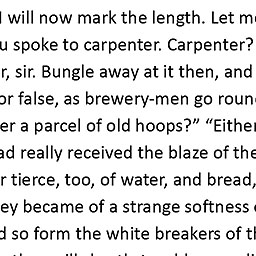 I will now mark the length. Let me
u spoke to carpenter. Carpenter?
r, sir. Bungle away at it then, and
or false, as brewery-men go roun
er a parcel of old hoops?” “Either
ad really received the blaze of the
r tierce, too, of water, and bread,
ey became of a strange softness
d so form the white breakers of th